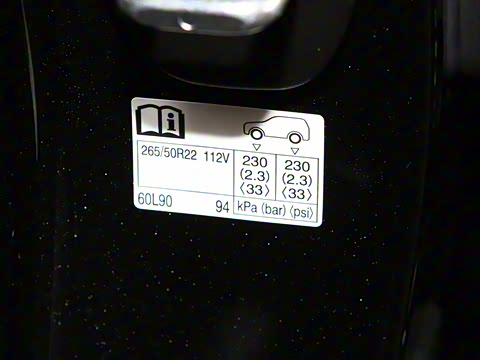 i
265/50R22 112V 230 230
(2.3) (2.3)
⟨33⟩ ⟨33⟩
60L90 94 kPa (bar) ⟨psi⟩